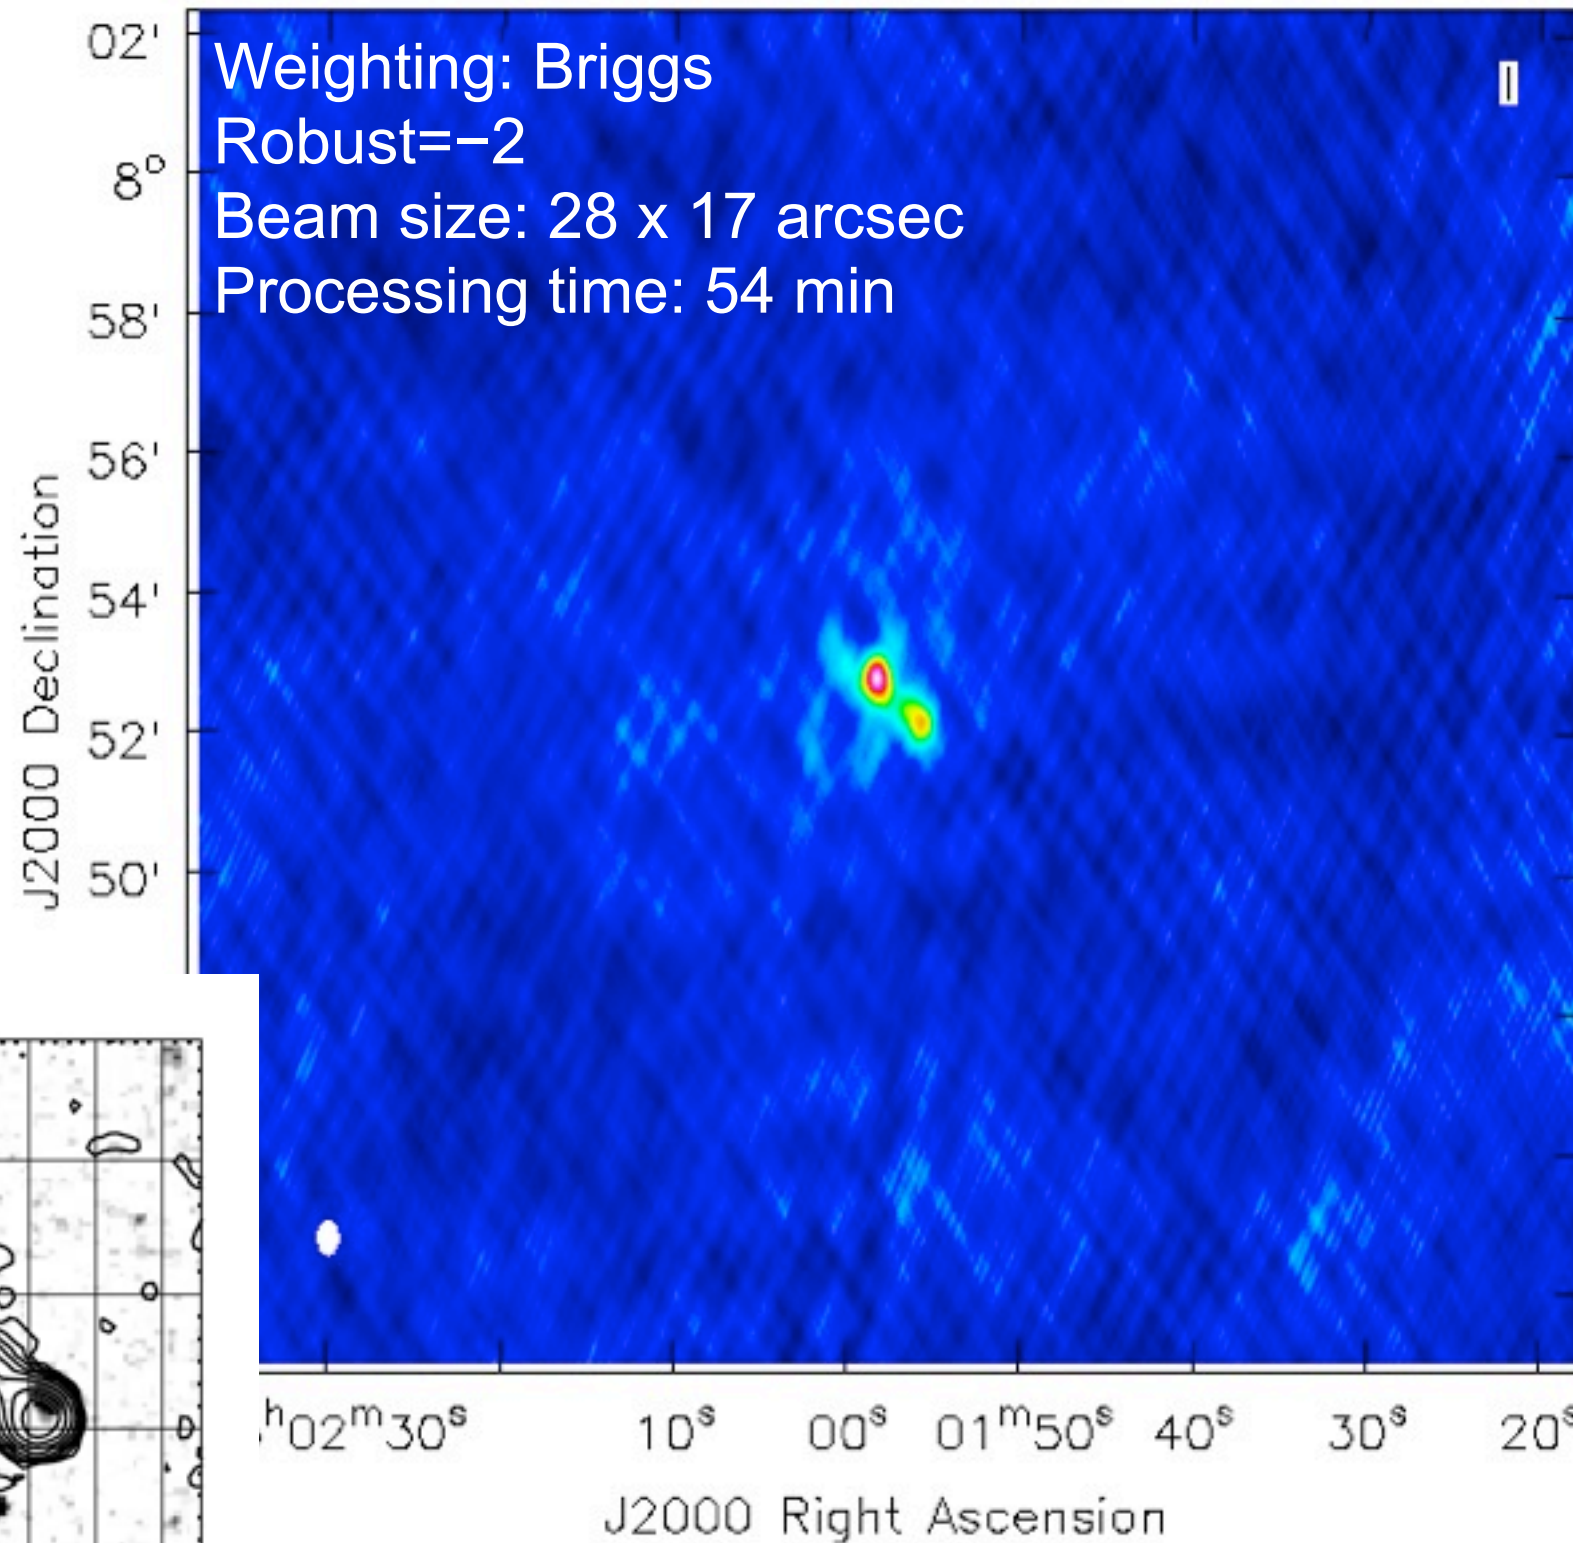 02'
Weighting: Briggs
I
Robust=−2
8°
Beam size: 28 x 17 arcsec
58'
Processing time: 54 min
56'
54'
52'
50'
J2000 Declination
h02m30s 10s 00s 01m50s 40s 30s 20s
J2000 Right Ascension